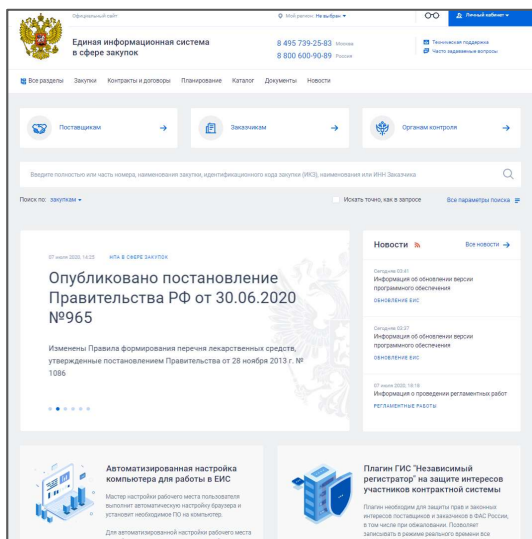 Официальный сайт
Мой регион Не выбран
Личный кабинет
Единая информационная система
в сфере закупок
8 495 739-25-83 Москва
8 800 600-90-89 Россия
Техническая поддержка
Часто задаваемые вопросы
Все разделы Закупки Контракты и договоры Планирование Каталог Документы Новости
Поставщикам
Заказчикам
Органам контроля
Введите полностью или часть номера, наименования закупки, идентификационного кода закупки (ИКЗ), наименования или ИНН Заказчика
Поиск по: закупкам
Искать точно, как в запросе
Все параметры поиска
07 июля 2020, 14:35 НПА В СФЕРЕ ЗАКУПОК
Опубликовано постановление
Правительства РФ от 30.06.2020
№965
Изменены Правила формирования перечня лекарственных средств,
утвержденные постановлением Правительства от 28 ноября 2013 г. №
1086
Новости
Все новости
Сегодня 03:41
Информация об обновлении версии
программного обеспечения
ОБНОВЛЕНИЕ ЕИС
Сегодня 02:37
Информация об обновлении версии
программного обеспечения
ОБНОВЛЕНИЕ ЕИС
07 июля 2020, 16:16
Информация о проведении регламентных работ
РЕГЛАМЕНТНЫЕ РАБОТЫ
Автоматизированная настройка
компьютера для работы в ЕИС
Мастер настройки рабочего места пользователя
выполнит автоматическую настройку браузера и
установит необходимое ПО на компьютер.
Для автоматизированной настройки рабочего места
Плагин ГИС "Независимый
регистратор" на защите интересов
участников контрактной системы
Плагин необходим для защиты прав и законных
интересов поставщиков и заказчиков в ФАС России,
в том числе при обжаловании. Позволяет
записывать в режиме реального времени все